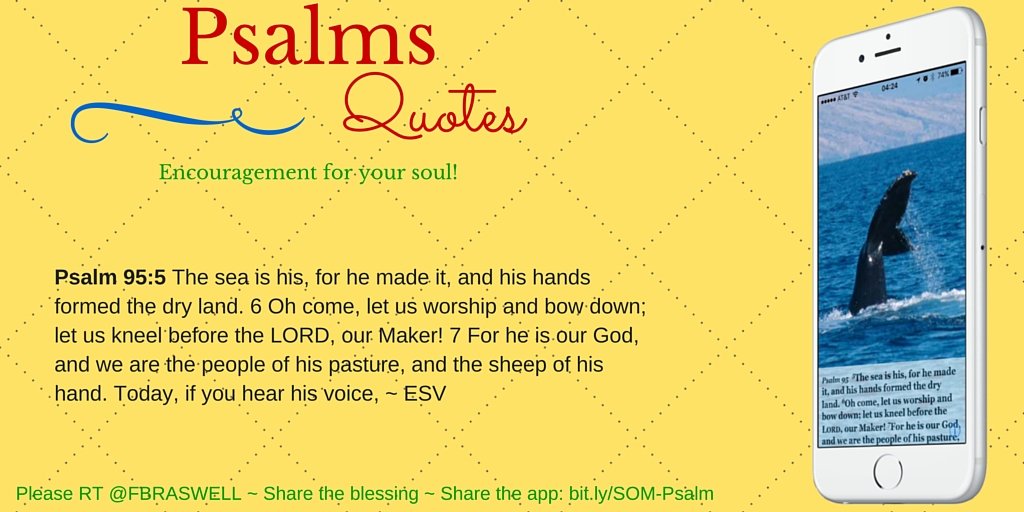 Psalms
Quotes
Encouragement for your soul!
Psalm 95:5 The sea is his, for he made it, and his hands
formed the dry land. 6 Oh come, let us worship and bow down;
let us kneel before the LORD, our Maker! 7 For he is our God,
and we are the people of his pasture, and the sheep of his
hand. Today, if you hear his voice, ~ ESV
Please RT @FBRASWELL ~ Share the blessing ~ Share the app: bit.ly/SOM-Psalm
AT&T 04:24 74%
Psalm 95 5The sea is his, for he made
it, and his hands formed the dry
land. 6Oh come, let us worship and
bow down; let us kneel before the
LORD, our Maker! 7For he is our God,
and we are the people of his pasture,